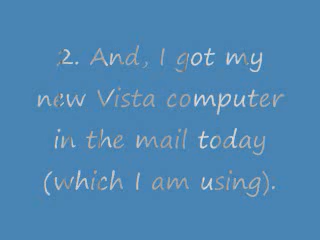 2. And, I got my
new Vista computer
in the mail today
(which I am using).